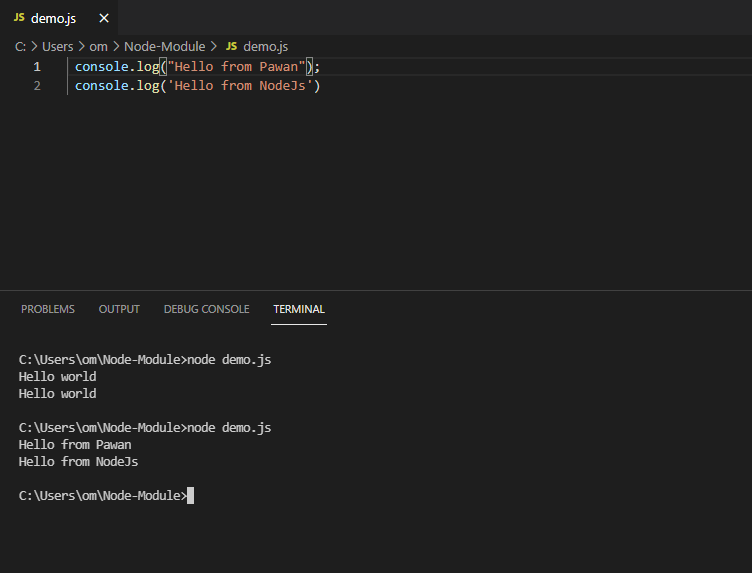 JS demo.js ×
C: > Users > om > Node-Module > JS demo.js
1 console.log("Hello from Pawan");
2 console.log('Hello from NodeJs')
PROBLEMS OUTPUT DEBUG CONSOLE TERMINAL
C:\Users\om\Node-Module>node demo.js
Hello world
Hello world
C:\Users\om\Node-Module>node demo.js
Hello from Pawan
Hello from NodeJs
C:\Users\om\Node-Module>